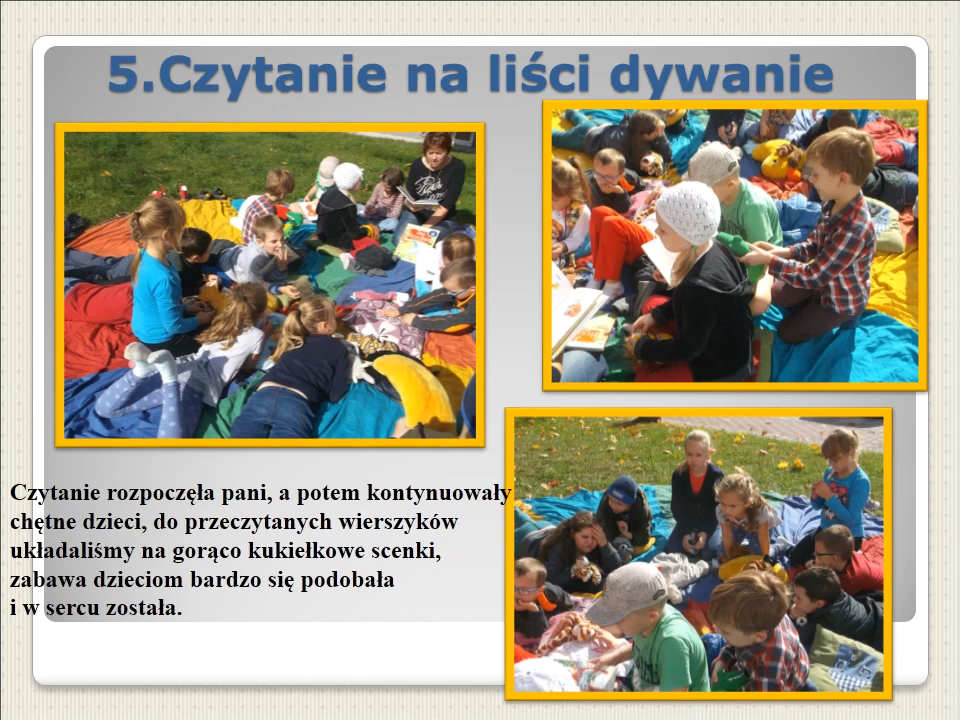 5.Czytanie na liści dywanie
Czytanie rozpoczęła pani, a potem kontynuowały
chętne dzieci, do przeczytanych wierszyków
układaliśmy na gorąco kukiełkowe scenki,
zabawa dzieciom bardzo się podobała
i w sercu została.